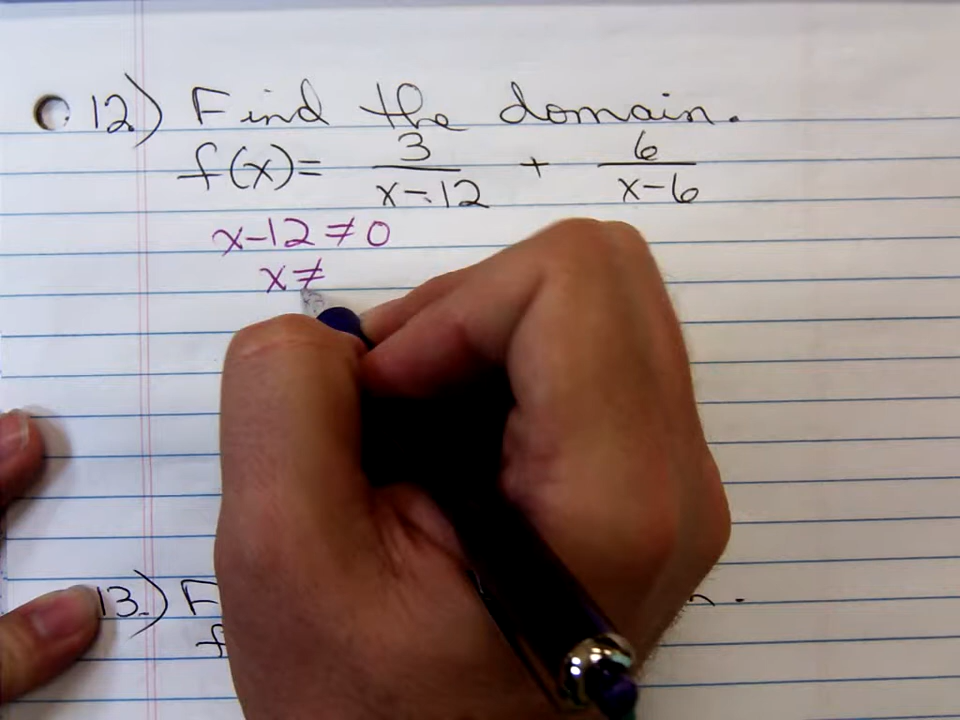 12.) Find the domain.
f(x)= 3/x-12 + 6/x-6
x-12≠0
x≠
13.)